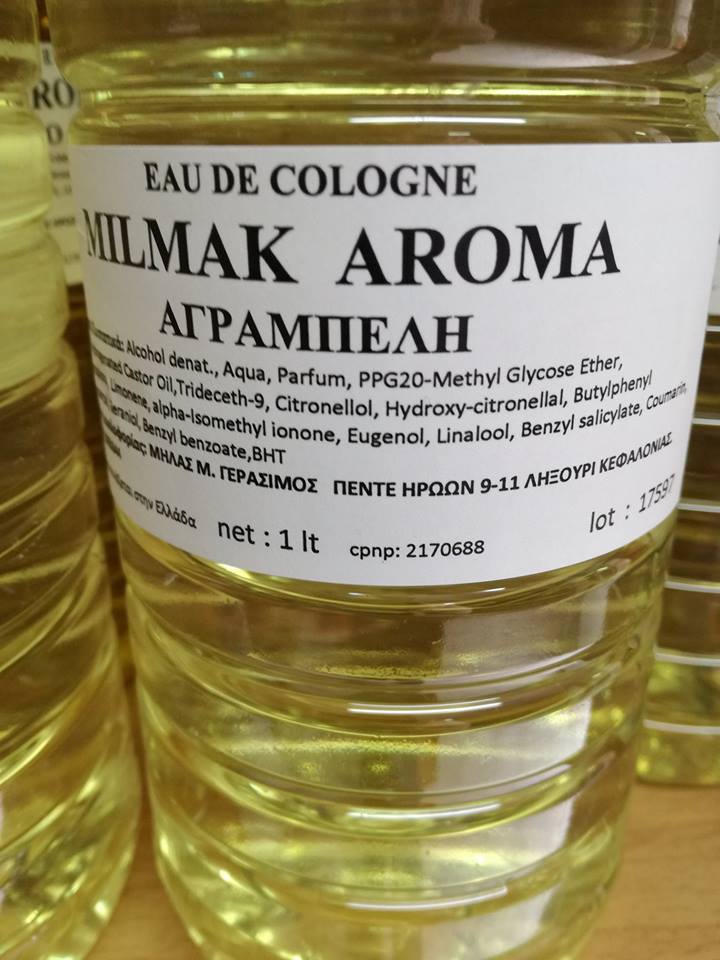 EAU DE COLOGNE
MILMAK AROMA
ΑΓΡΑΜΠΕΛΗ
Alcohol denat., Aqua, Parfum, PPG20-Methyl Glycose Ether,
Castor Oil,Trideceth-9, Citronellol, Hydroxy-citronellal, Butylphenyl
Limonene, alpha-Isomethyl ionone, Eugenol, Linalool, Benzyl salicylate, Coumarin,
Geraniol, Benzyl benzoate,BHT
ΜΗΛΑΣ Μ. ΓΕΡΑΣΙΜΟΣ ΠΕΝΤΕ ΗΡΩΩΝ 9-11 ΛΗΞΟΥΡΙ ΚΕΦΑΛΟΝΙΑΣ
στην Ελλάδα
net : 1 lt cpnp: 2170688 lot : 17597
RO